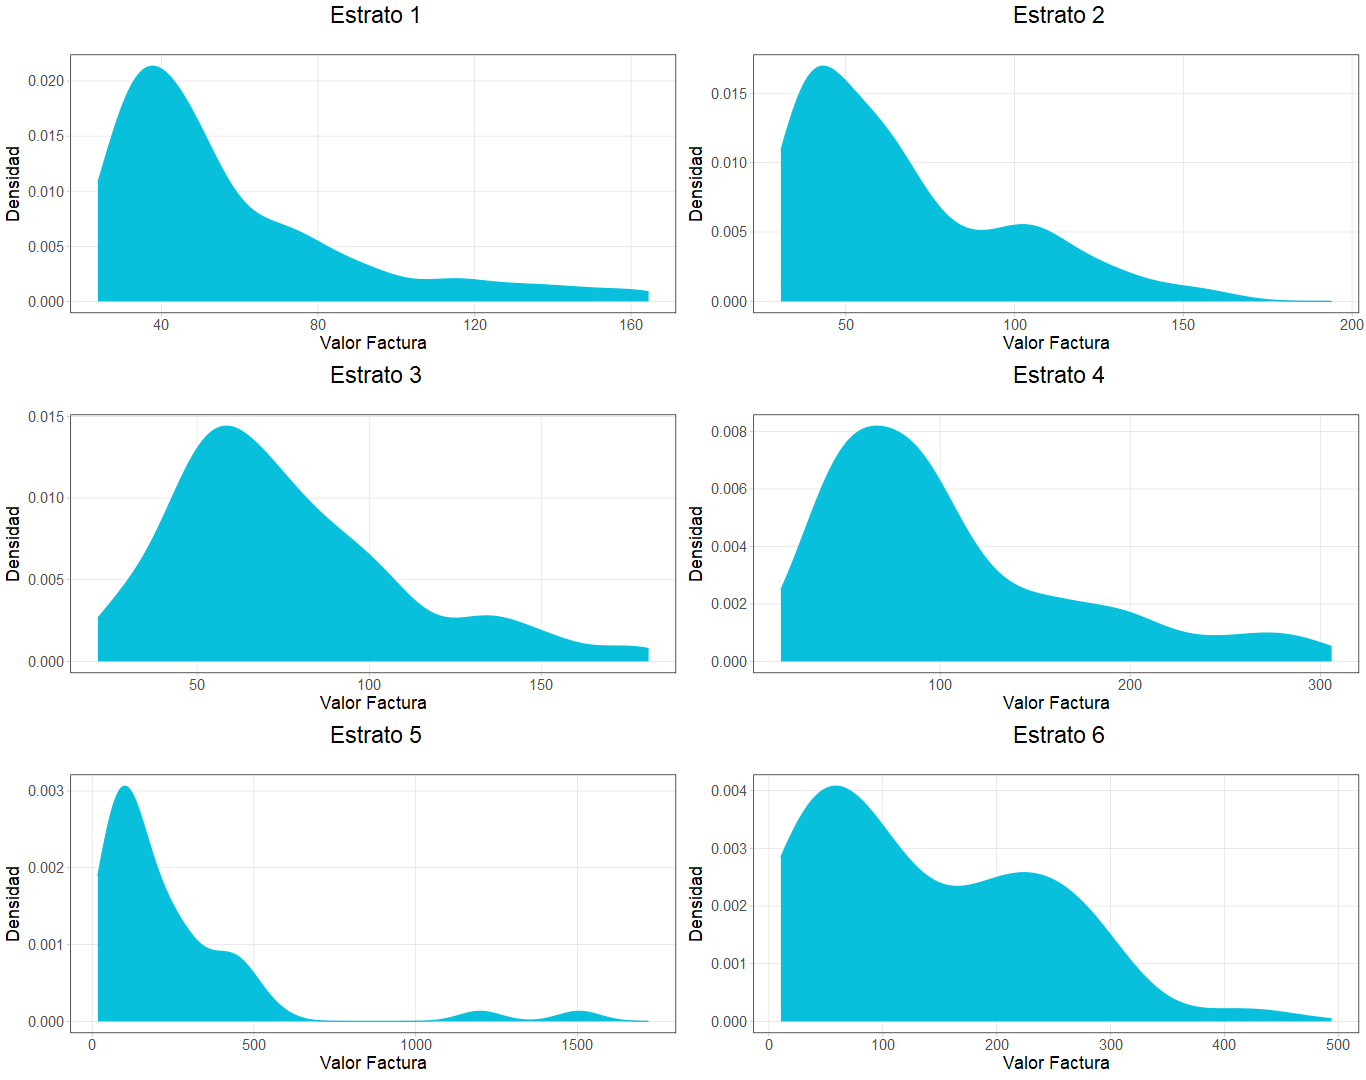 Estrato 1
Densidad
0.020
0.015
0.010
0.005
0.000
40 80 120 160
Valor Factura
Estrato 2
Densidad
0.015
0.010
0.005
0.000
50 100 150 200
Valor Factura
Estrato 3
Densidad
0.015
0.010
0.005
0.000
50 100 150
Valor Factura
Estrato 4
Densidad
0.008
0.006
0.004
0.002
0.000
100 200 300
Valor Factura
Estrato 5
Densidad
0.003
0.002
0.001
0.000
0 500 1000 1500
Valor Factura
Estrato 6
Densidad
0.004
0.003
0.002
0.001
0.000
0 100 200 300 400 500
Valor Factura